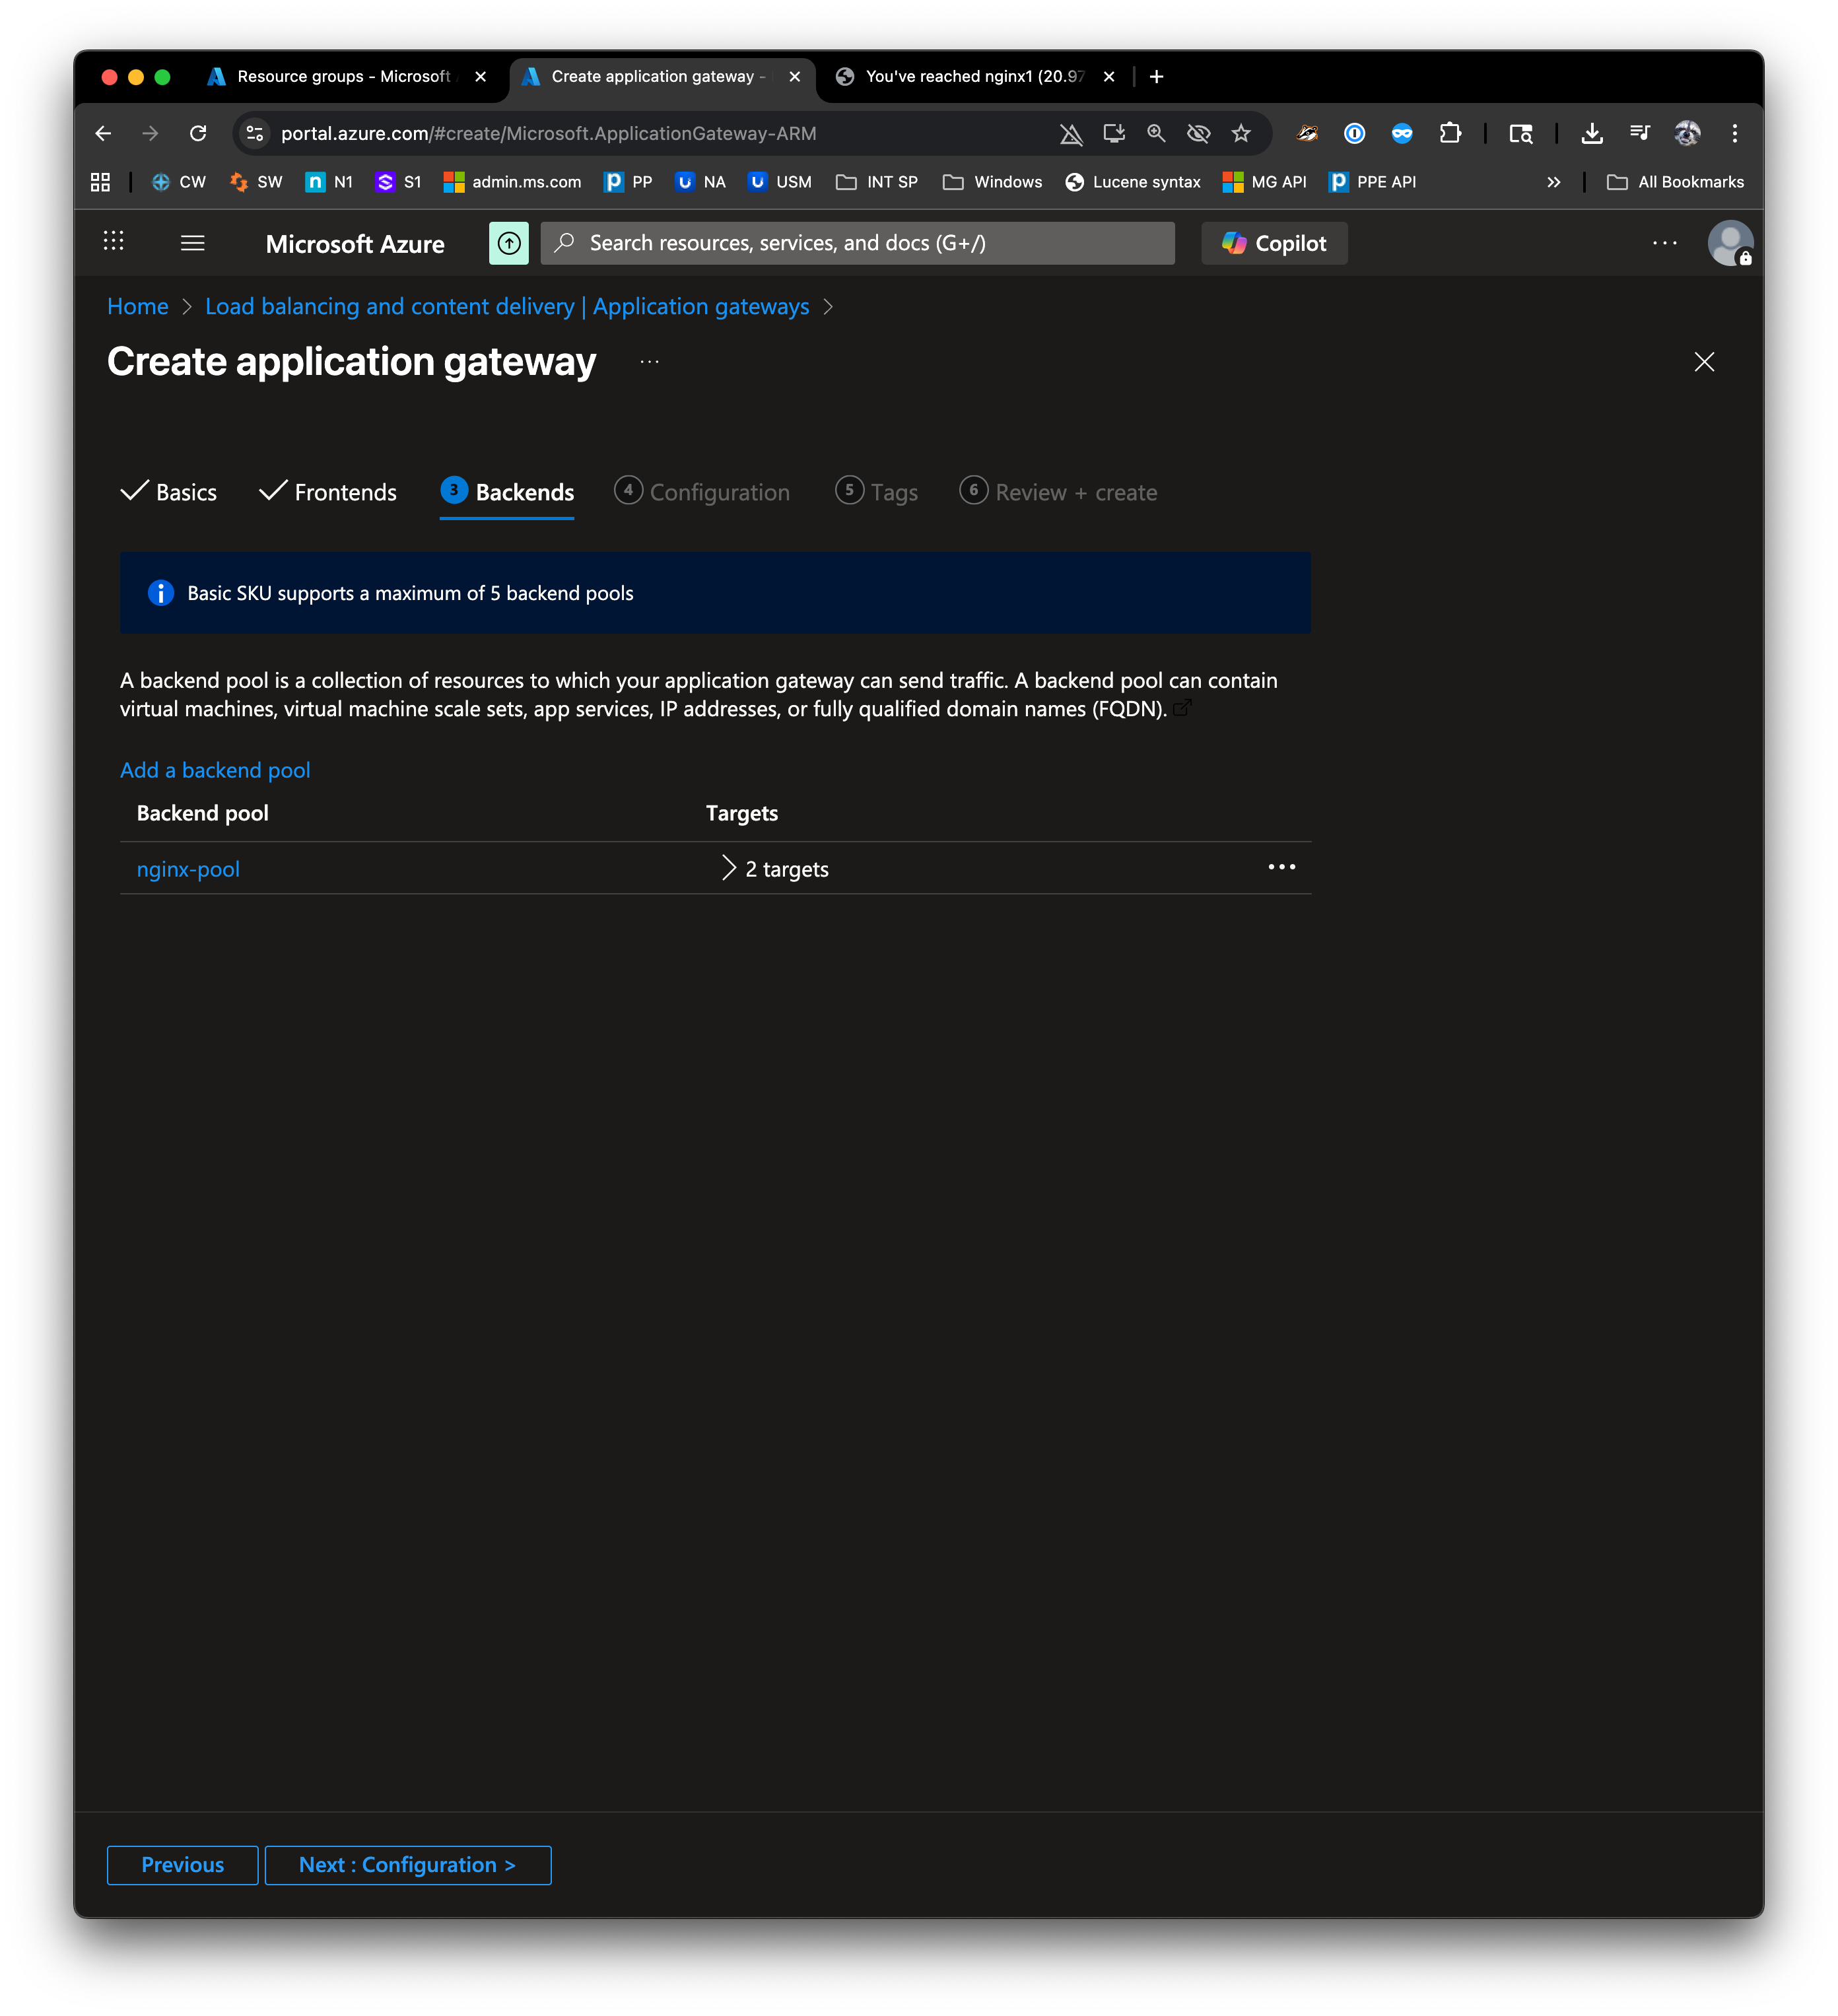 Resource groups - Microsoft
Create application gateway -
You've reached nginx1 (20.97
portal.azure.com/#create/Microsoft.ApplicationGateway-ARM
CW
SW
n N1
S1
admin.ms.com
PP
NA
USM
INT SP
Windows
Lucene syntax
MG API
PPE API
All Bookmarks
Microsoft Azure
Search resources, services, and docs (G+/)
Copilot
Home > Load balancing and content delivery | Application gateways >
Create application gateway ...
Basics
Frontends
3 Backends
4 Configuration
5 Tags
6 Review + create
Basic SKU supports a maximum of 5 backend pools
A backend pool is a collection of resources to which your application gateway can send traffic. A backend pool can contain
virtual machines, virtual machine scale sets, app services, IP addresses, or fully qualified domain names (FQDN).
Add a backend pool
Backend pool
Targets
nginx-pool
> 2 targets
Previous
Next : Configuration >